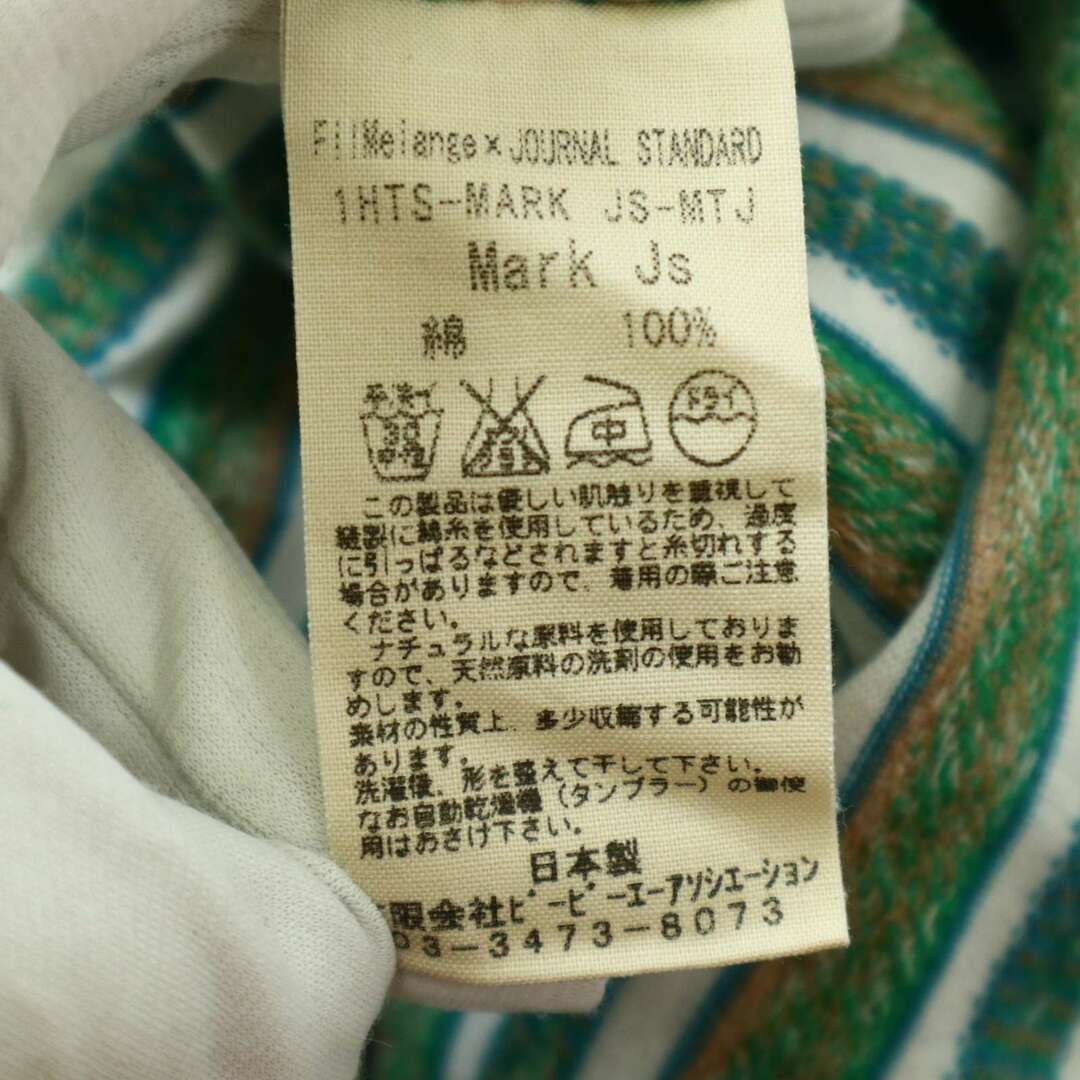 FilMelange×JOURNAL STANDARD
1HTS-MARK JS-MTJ
Mark Js
綿 100%
手洗イ ドライ
30 中
この製品は優しい肌触りを重視して
縫製に綿糸を使用しているため、過度
に引っぱるなどされますと糸切れする
場合がありますので、着用の際ご注意
ください。
ナチュラルな原料を使用しておりま
すので、天然原料の洗剤の使用をお勧
めします。
素材の性質上、多少収縮する可能性が
あります。
洗濯後、形を整えて干して下さい。
なお自動乾燥機(タンブラー)の御使
用はおさけ下さい。
日本製
限会社ピーピーエーアソシエーション
03-3473-8073